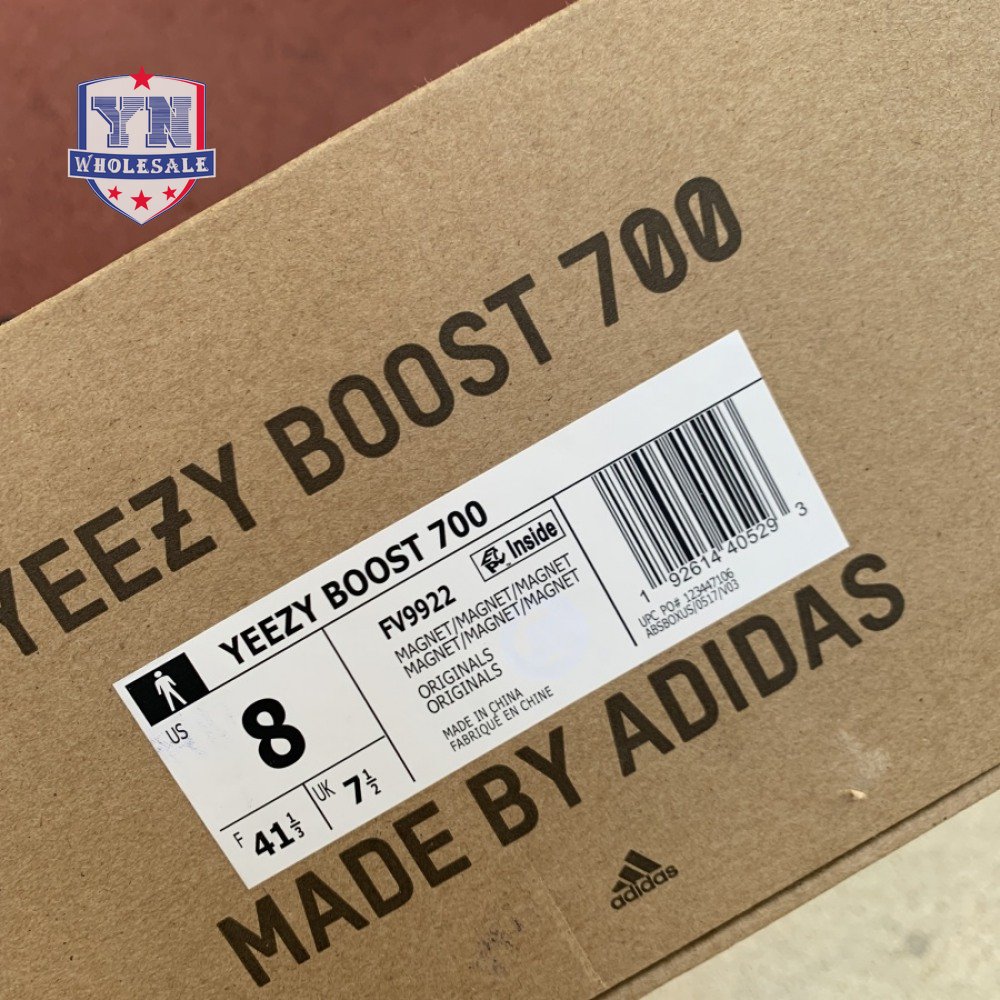 YN
WHOLESALE
YEEZY BOOST 700
YEEZY BOOST 700
US
8
F 41 1/3
UK 7 1/2
FV9922
Inside
MAGNET/MAGNET/MAGNET
MAGNET/MAGNET/MAGNET
ORIGINALS
ORIGINALS
MADE IN CHINA
FABRIQUÉ EN CHINE
1 92614 40529 3
UPC PO# 123447106
ABSBOXUS/0517/V03
MADE BY ADIDAS
adidas